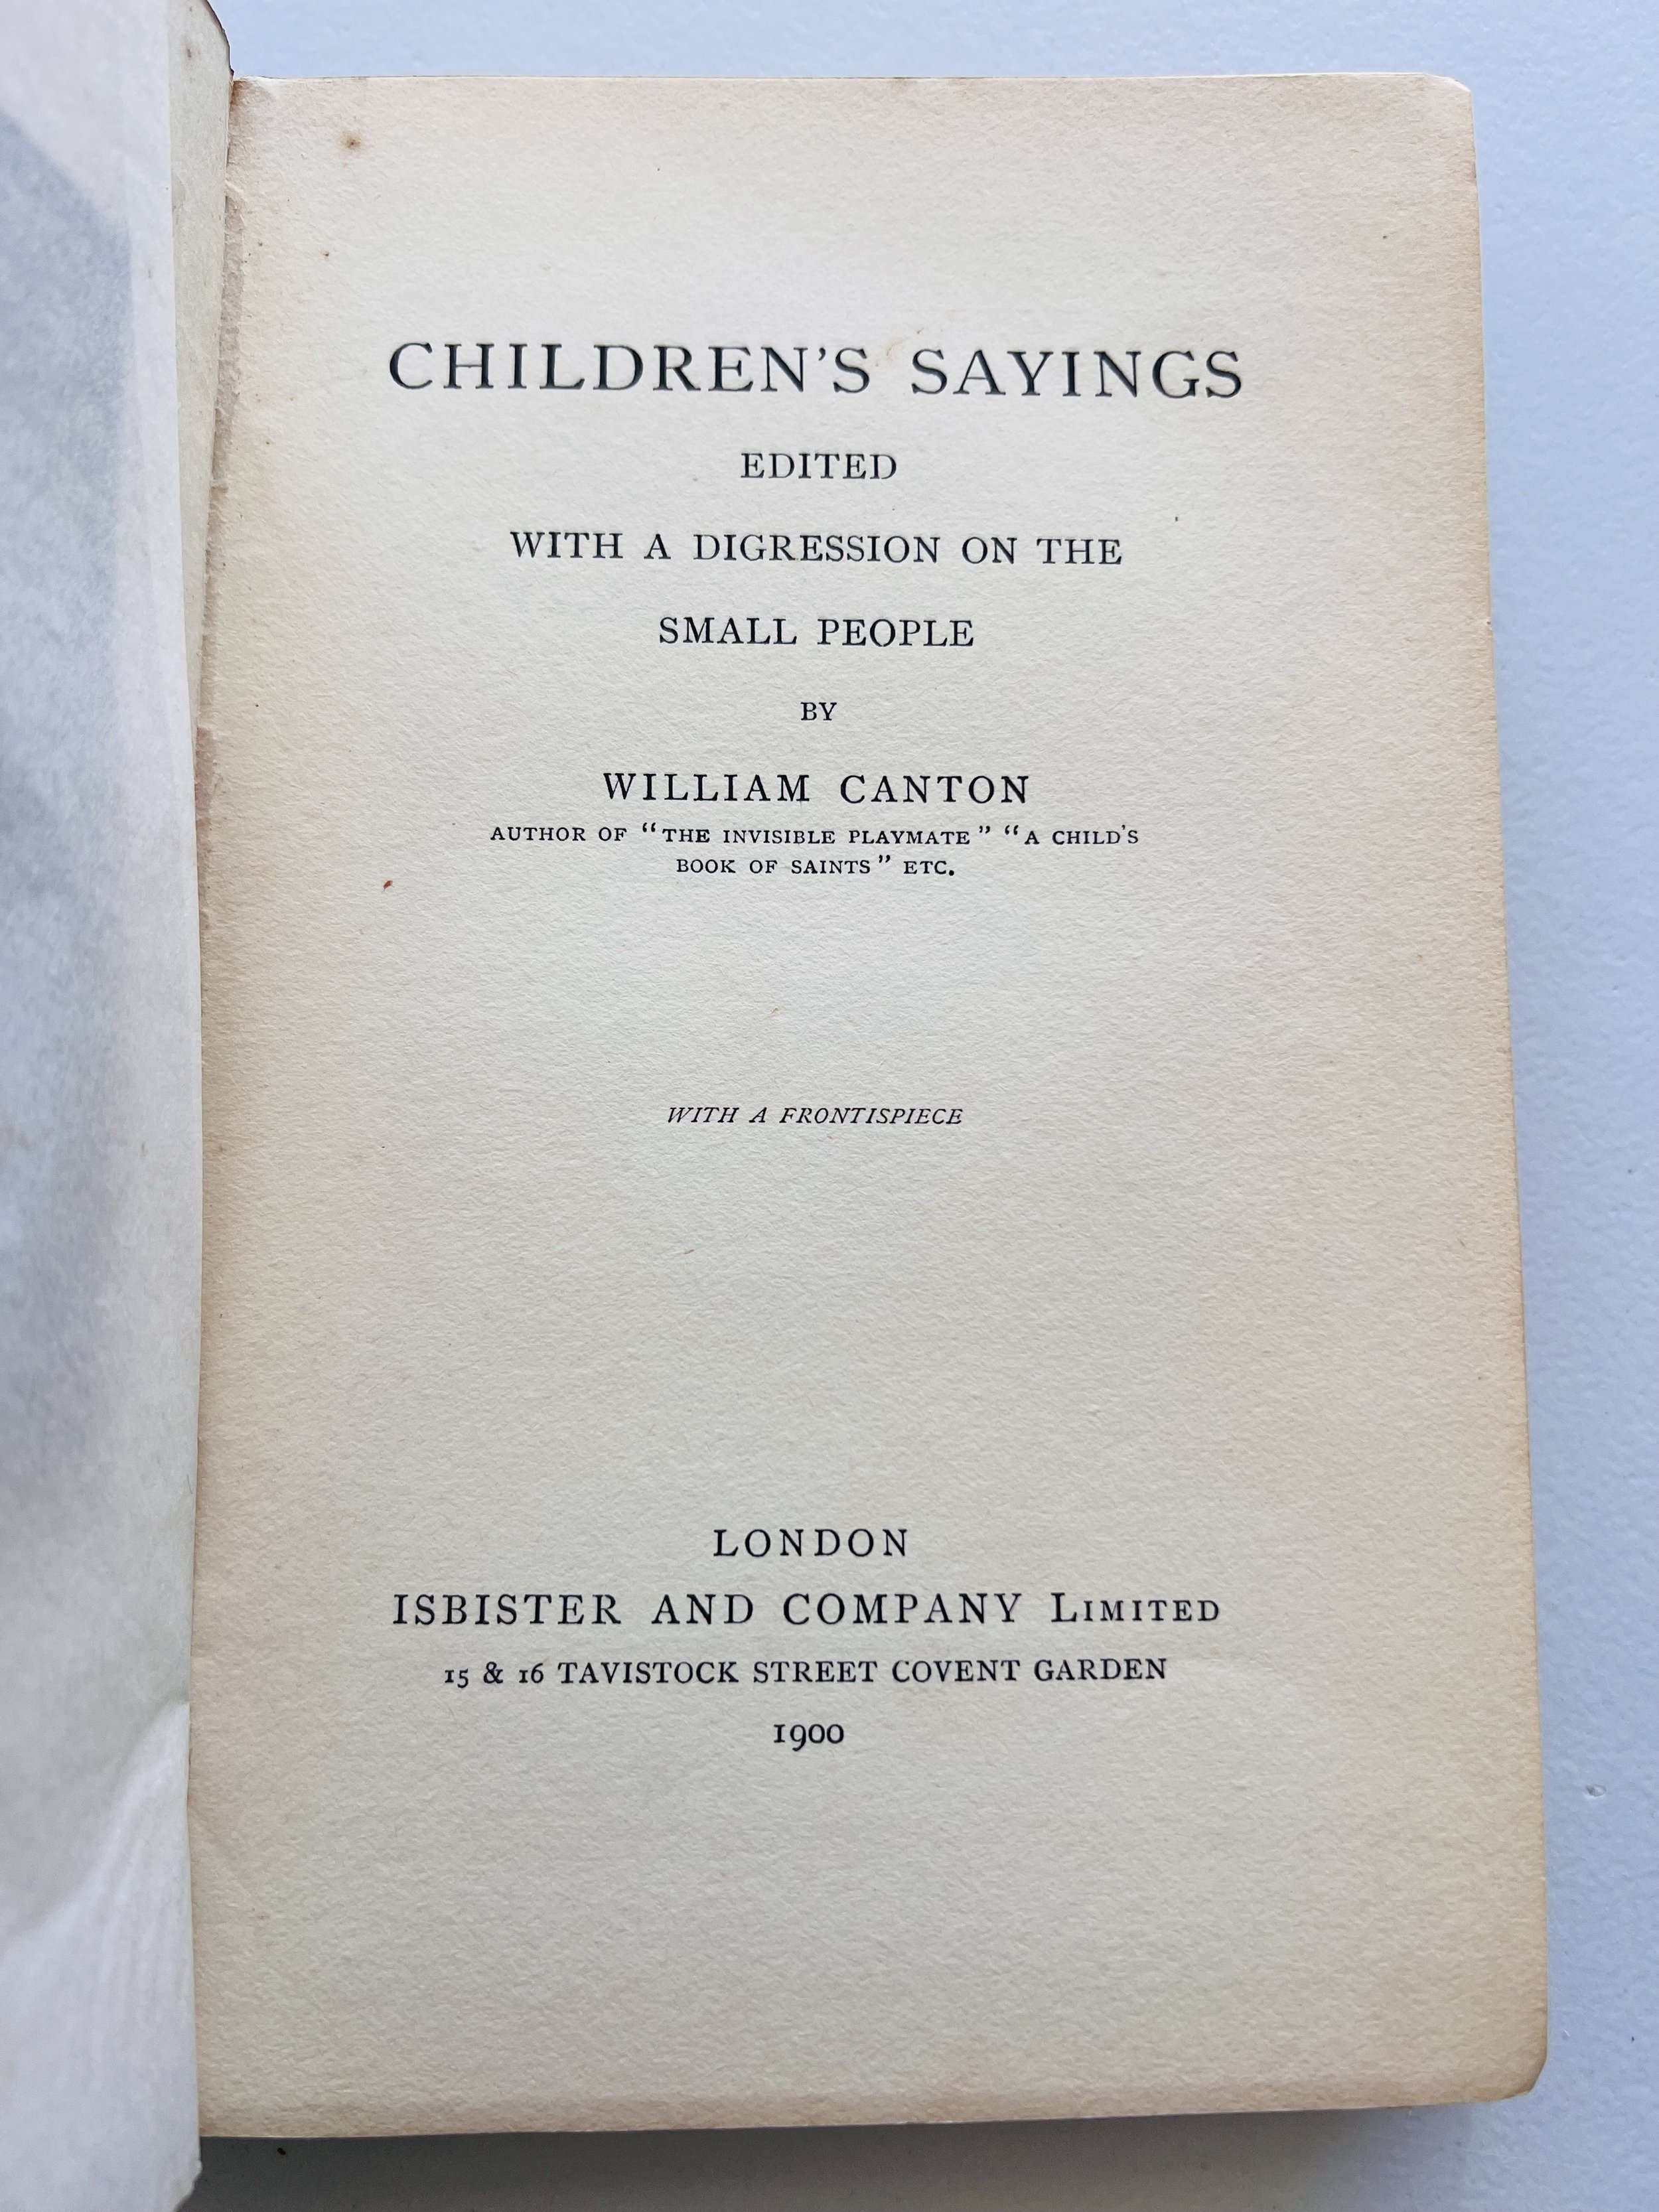 CHILDREN'S SAYINGS
EDITED
WITH A DIGRESSION ON THE
SMALL PEOPLE
BY
WILLIAM CANTON
AUTHOR OF “THE INVISIBLE PLAYMATE” “A CHILD'S
BOOK OF SAINTS” ETC.
WITH A FRONTISPIECE
LONDON
ISBISTER AND COMPANY LIMITED
15 & 16 TAVISTOCK STREET COVENT GARDEN
1900